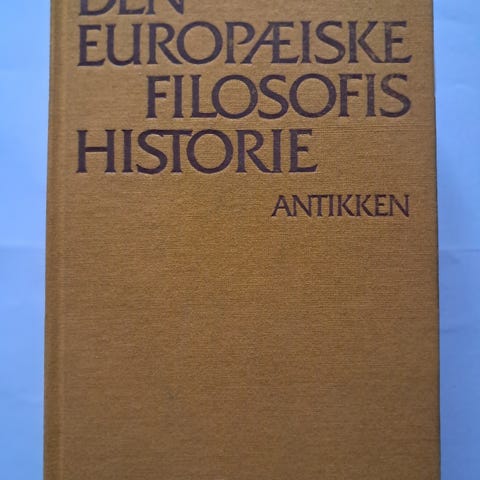 DEN
EUROPÆISKE
FILOSOFIS
HISTORIE
ANTIKKEN